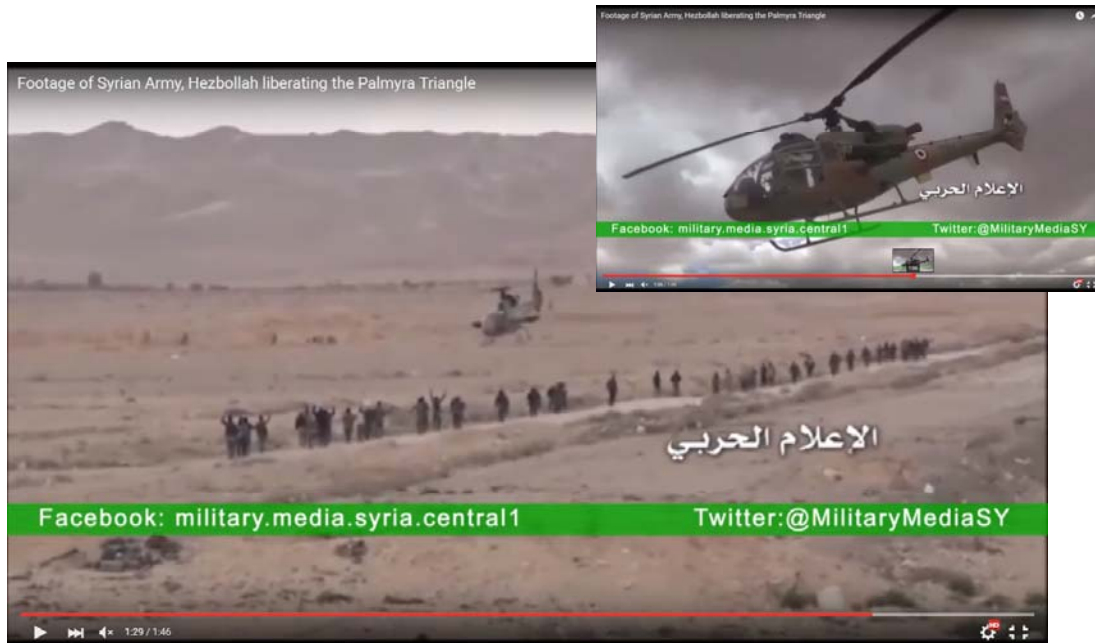 Footage of Syrian Army, Hezbollah liberating the Palmyra Triangle
الإعلام الحربي
Facebook: military.media.syria.central1 Twitter:@MilitaryMediaSY
1:29 / 1:46
HD
Footage of Syrian Army, Hezbollah liberating the Palmyra Triangle
الإعلام الحربي
Facebook: military.media.syria.central1 Twitter:@MilitaryMediaSY